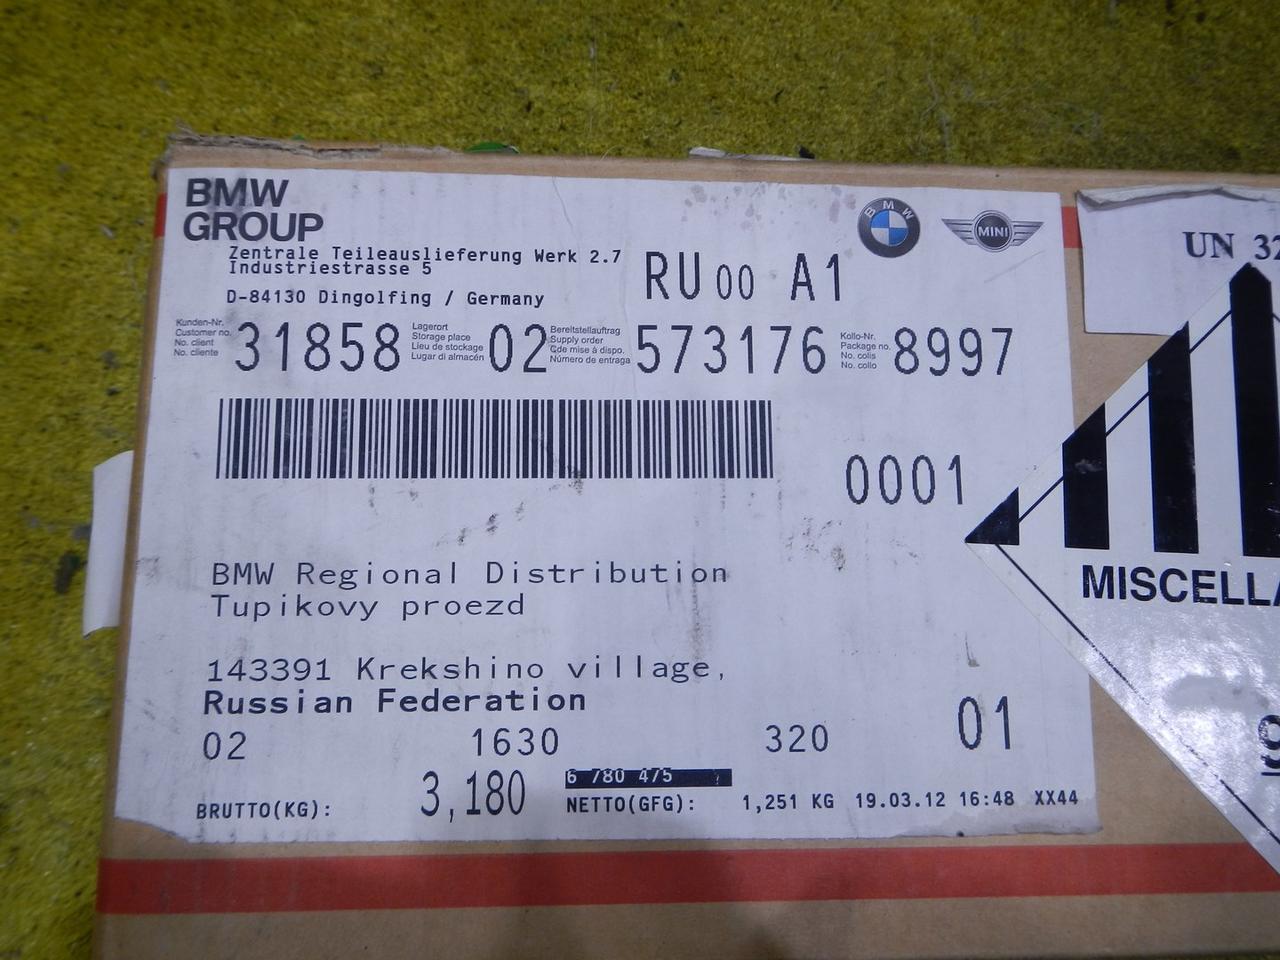 BMW
GROUP
Zentrale Teileauslieferung Werk 2.7
Industriestrasse 5
D-84130 Dingolfing / Germany
RU 00 A1
BMW
MINI
UN 32
Kunden-Nr.
Customer no.
No. client
No. cliente
31858
Lagerort
Storage place
Lieu de stockage
Lugar di almacén
02
Bereitstellauftrag
Supply order
Cde mise à dispo.
Número de entraga
573176
Kollo-Nr.
Package no.
No. colis
No. collo
8997
0001
MISCELLA
BMW Regional Distribution
Tupikovy proezd
143391 Krekshino village,
Russian Federation
02 1630 320 01
9
6 780 475
BRUTTO(KG): 3,180 NETTO(GFG): 1,251 KG 19.03.12 16:48 XX44